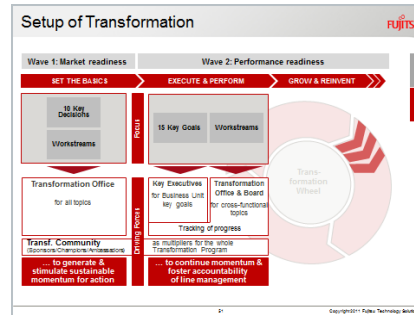 Setup of Transformation
FUJITS
Wave 1: Market readiness
Wave 2: Performance readiness
SET THE BASICS
EXECUTE & PERFORM
GROW & REINVENT
10 Key
Decisions
Workstreams
Focus
15 Key Goals
Workstreams
Trans-
formation
Wheel
Transformation Office
for all topics
Driving Forces
Key Executives
for Business Unit
key goals
Transformation
Office & Board
for cross-functional
topics
Tracking of progress
Transf. Community
(Sponsors/Champions/Ambassadors)
as multipliers for the whole
Transformation Program
... to generate &
stimulate sustainable
momentum for action
... to continue momentum &
foster accountability
of line management
Copyright 2011 Fujitsu Technology Solut